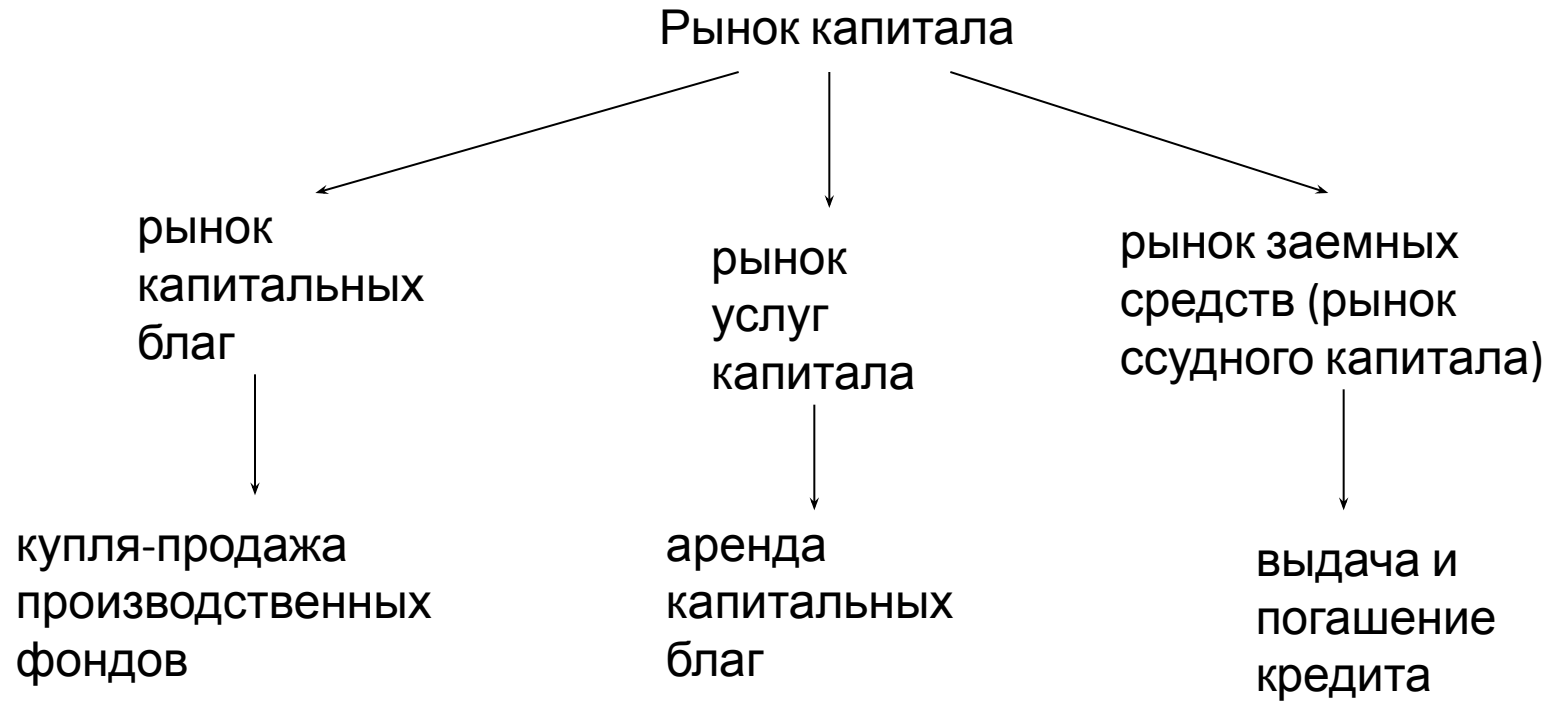 Рынок капитала
рынок
капитальных
благ
рынок
услуг
капитала
рынок заемных
средств (рынок
ссудного капитала)
купля-продажа
производственных
фондов
аренда
капитальных
благ
выдача и
погашение
кредита